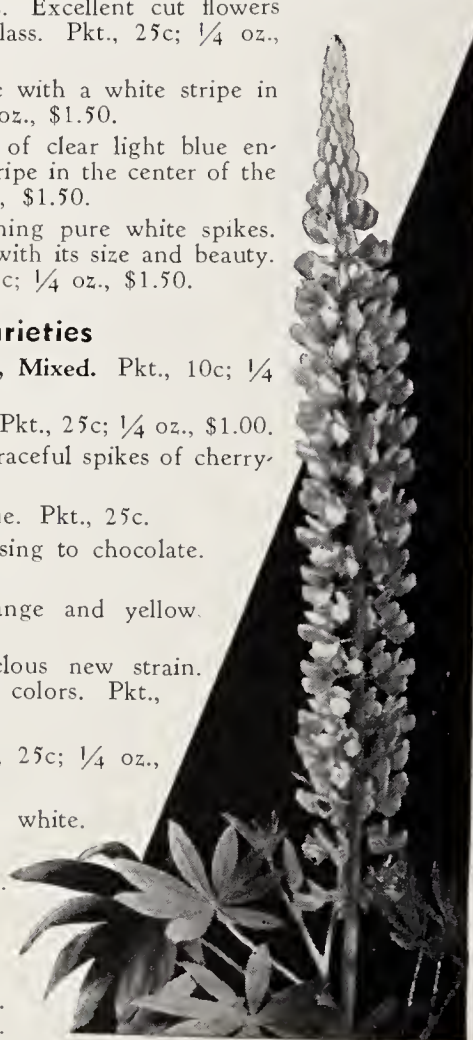 . Excellent cut flowers
lass. Pkt., 25c; ¼ oz.,
e with a white stripe in
oz., $1.50.
of clear light blue en-
ripe in the center of the
, $1.50.
ning pure white spikes.
with its size and beauty.
c; ¼ oz., $1.50.
rieties
, Mixed. Pkt., 10c; ¼
Pkt., 25c; ¼ oz., $1.00.
raceful spikes of cherry-
e. Pkt., 25c.
sing to chocolate.
nge and yellow.
lous new strain.
colors. Pkt.,
. 25c; ¼ oz.,
white.